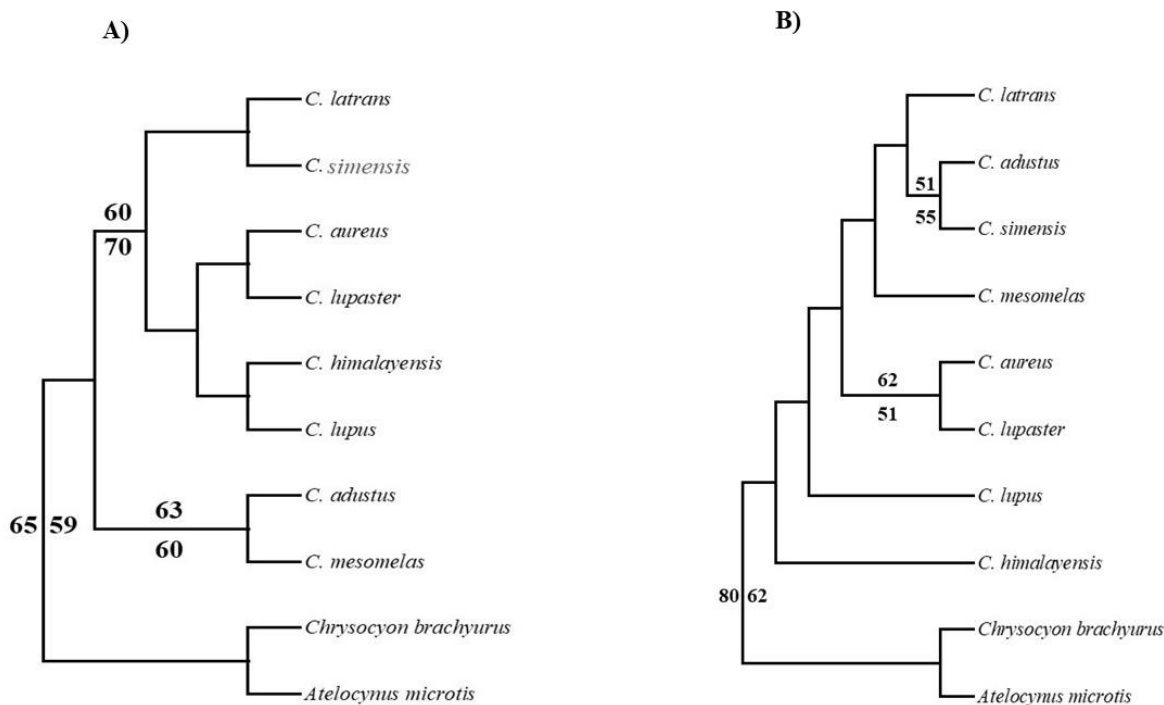 A)
C. latrans
C. simensis
60
70
C. aureus
C. lupaster
C. himalayensis
C. lupus
C. adustus
63
60
C. mesomelas
65 59
Chrysocyon brachyurus
Atelocynus microtis
B)
C. latrans
C. adustus
51
55
C. simensis
C. mesomelas
C. aureus
62
51
C. lupaster
C. lupus
C. himalayensis
80 62
Chrysocyon brachyurus
Atelocynus microtis